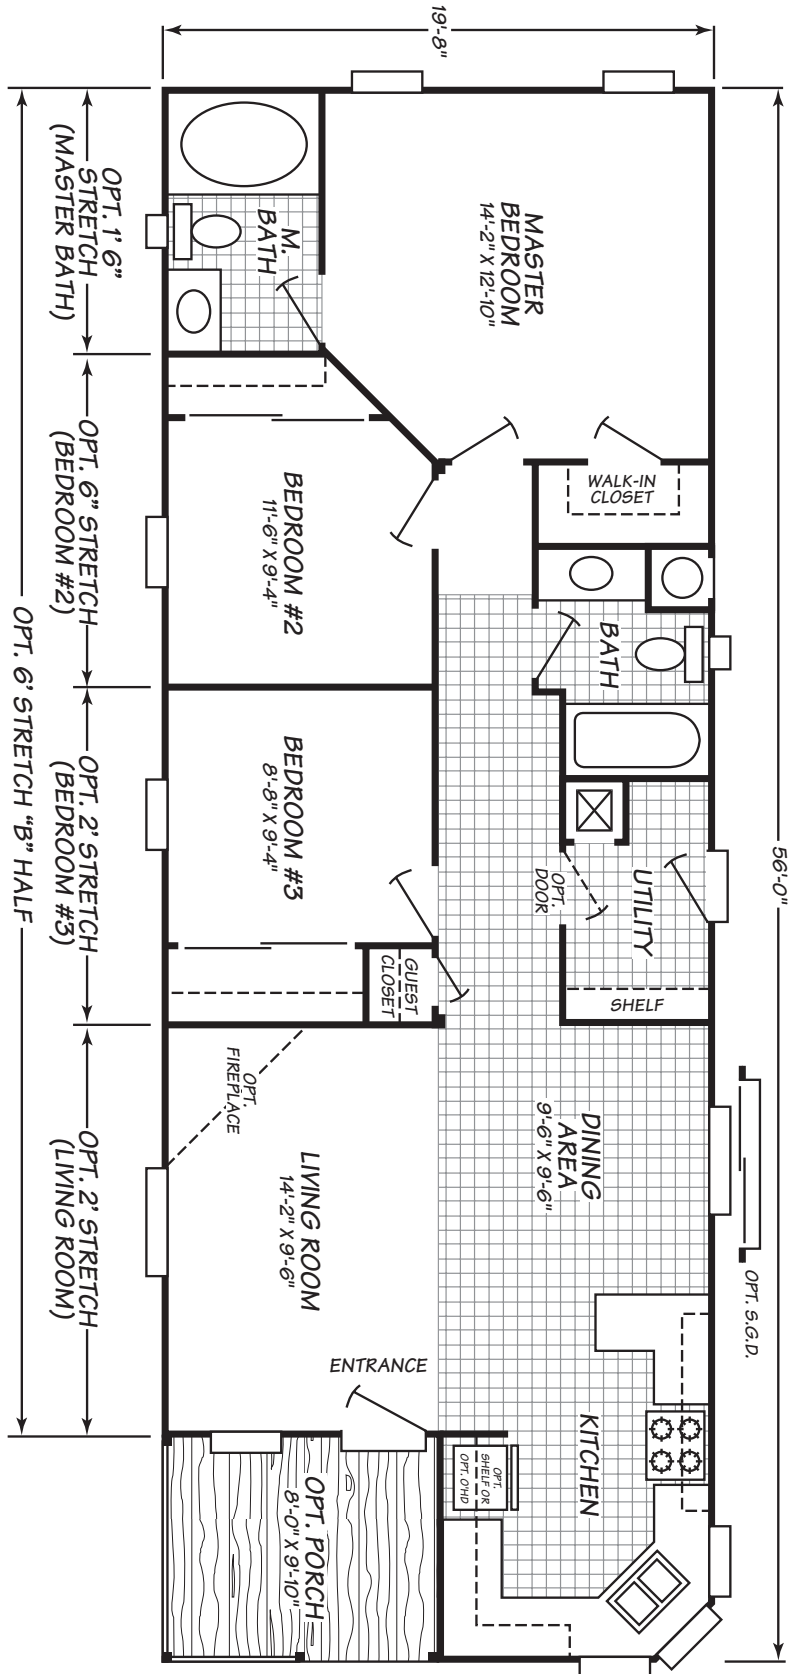 19'-8"
56'-0"
MASTER
BEDROOM
14'-2" X 12'-10"
M.
BATH
WALK-IN
CLOSET
BEDROOM #2
11'-6" X 9'-4"
BATH
BEDROOM #3
8'-8" X 9'-4"
OPT.
DOOR
UTILITY
SHELF
GUEST
CLOSET
OPT.
FIREPLACE
LIVING ROOM
14'-2" X 9'-6"
DINING
AREA
9'-6" X 9'-6"
OPT. S.G.D.
ENTRANCE
KITCHEN
OPT.
SHELF OR
OPT. O'HD
OPT. PORCH
8'-0" X 9'-10"
OPT. 1' 6"
STRETCH
(MASTER BATH)
OPT. 6" STRETCH
(BEDROOM #2)
OPT. 2' STRETCH
(BEDROOM #3)
OPT. 2' STRETCH
(LIVING ROOM)
OPT. 6' STRETCH "B" HALF